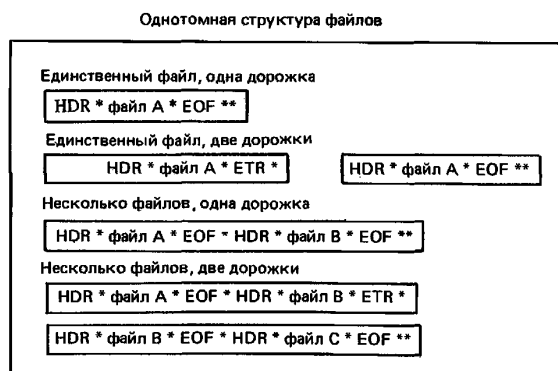 Однотомная структура файлов
Единственный файл, одна дорожка
HDR * файл A * EOF **
Единственный файл, две дорожки
HDR * файл A * ETR * HDR * файл A * EOF **
Несколько файлов, одна дорожка
HDR * файл A * EOF - HDR * файл B * EOF **
Несколько файлов, две дорожки
HDR * файл A * EOF * HDR * файл B * ETR *
HDR * файл B * EOF * HDR * файл C * EOF **